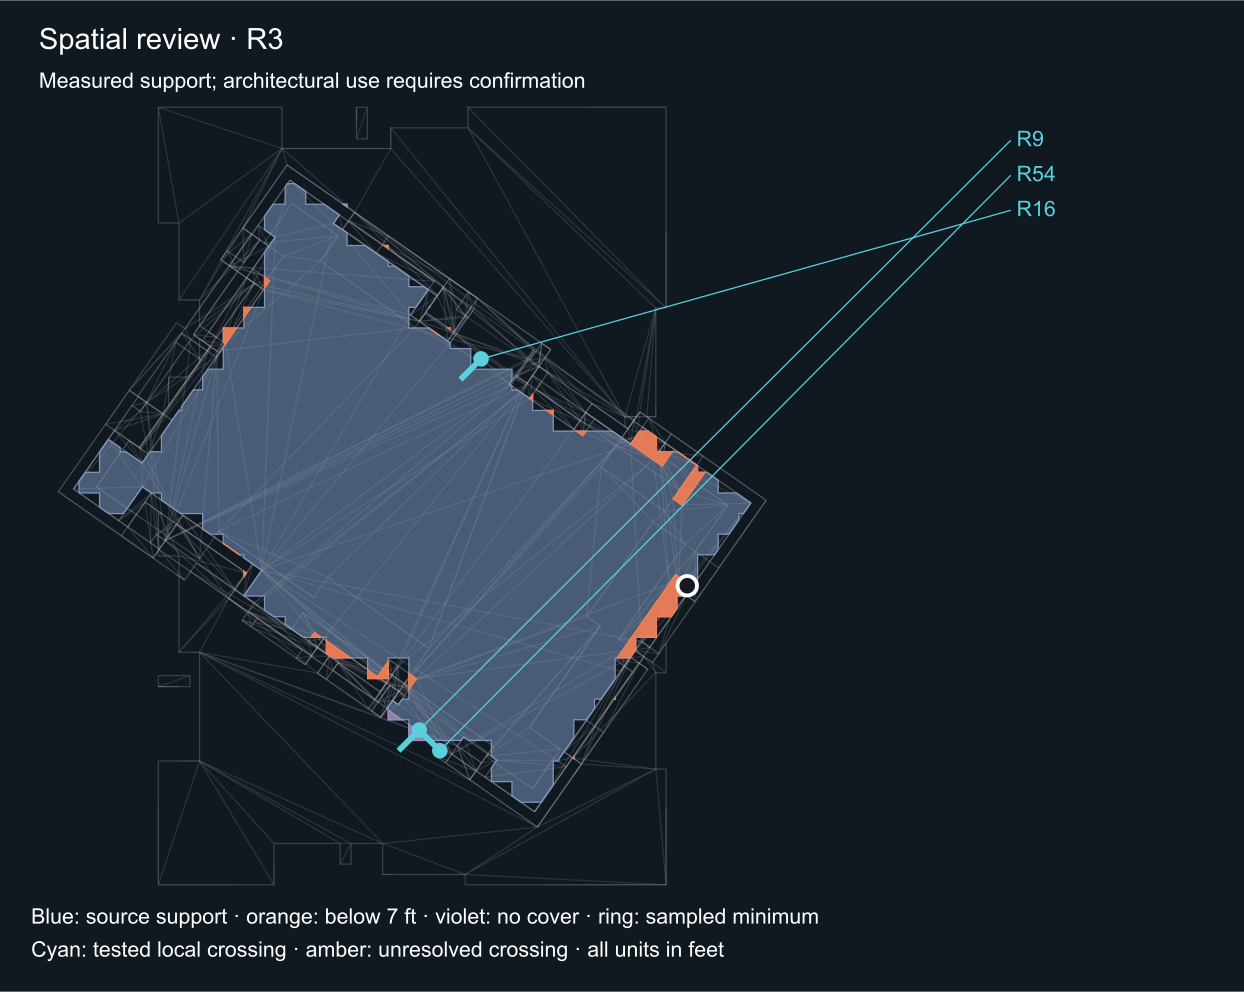 Spatial review · R3
Measured support; architectural use requires confirmation
R9
R54
R16
Blue: source support · orange: below 7 ft · violet: no cover · ring: sampled minimum
Cyan: tested local crossing · amber: unresolved crossing · all units in feet